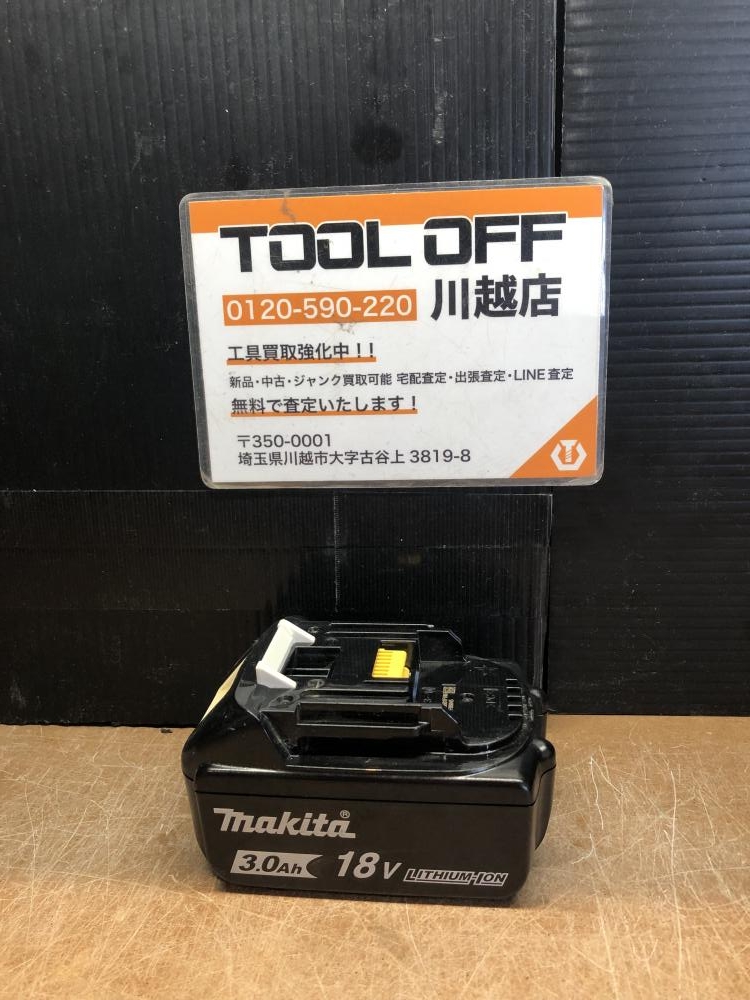 TOOL OFF
0120-590-220 川越店
工具買取強化中！！
新品・中古・ジャンク買取可能 宅配査定・出張査定・LINE査定
無料で査定いたします！
〒350-0001
埼玉県川越市大字古谷上 3819-8
makita®
3.0Ah 18V LITHIUM-ION